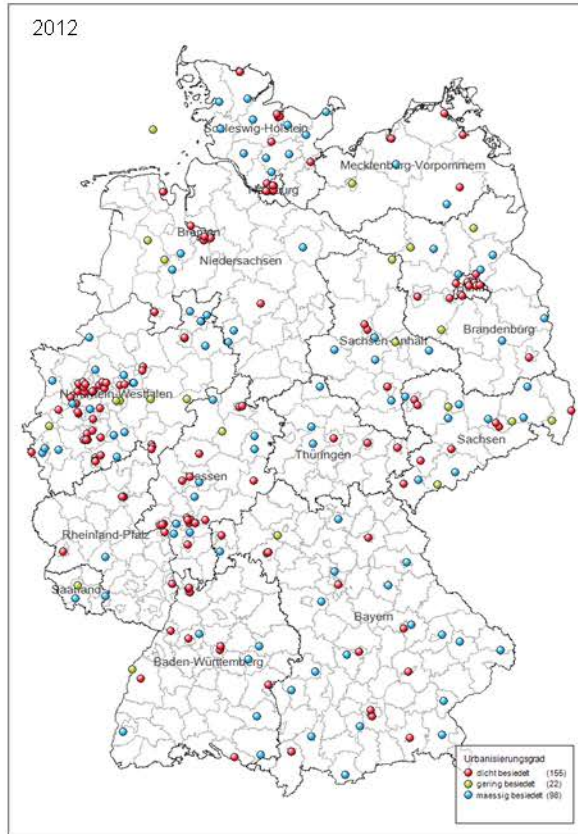 2012
Schleswig-Holstein
Mecklenburg-Vorpommern
Bremen
Niedersachsen
Brandenburg
Sachsen-Anhalt
Nordrhein-Westfalen
Sachsen
Thüringen
Hessen
Rheinland-Pfalz
Saarland
Bayern
Baden-Württemberg
Urbanisierungsgrad
dicht besiedelt (155)
gering besiedelt (22)
maessig besiedelt (98)